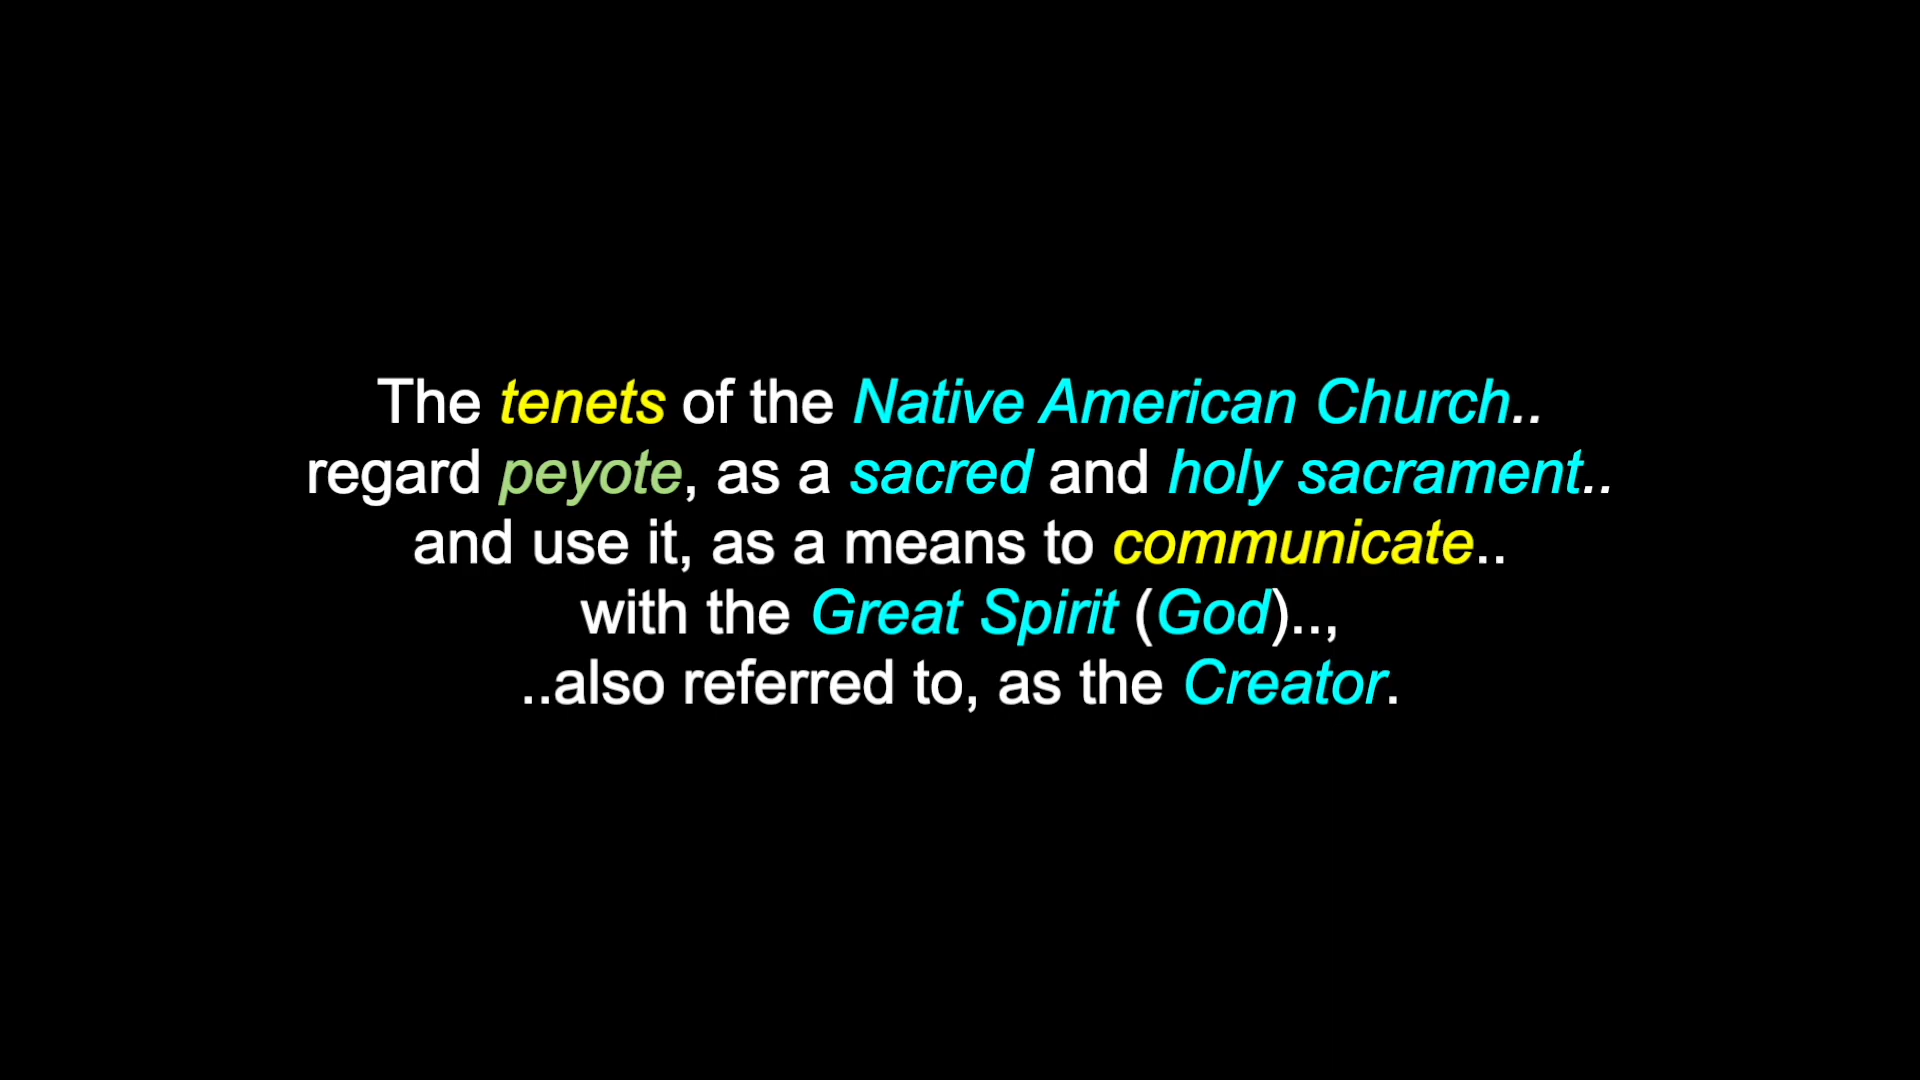 The tenets of the Native American Church..
regard peyote, as a sacred and holy sacrament..
and use it, as a means to communicate..
with the Great Spirit (God)..,
..also referred to, as the Creator.